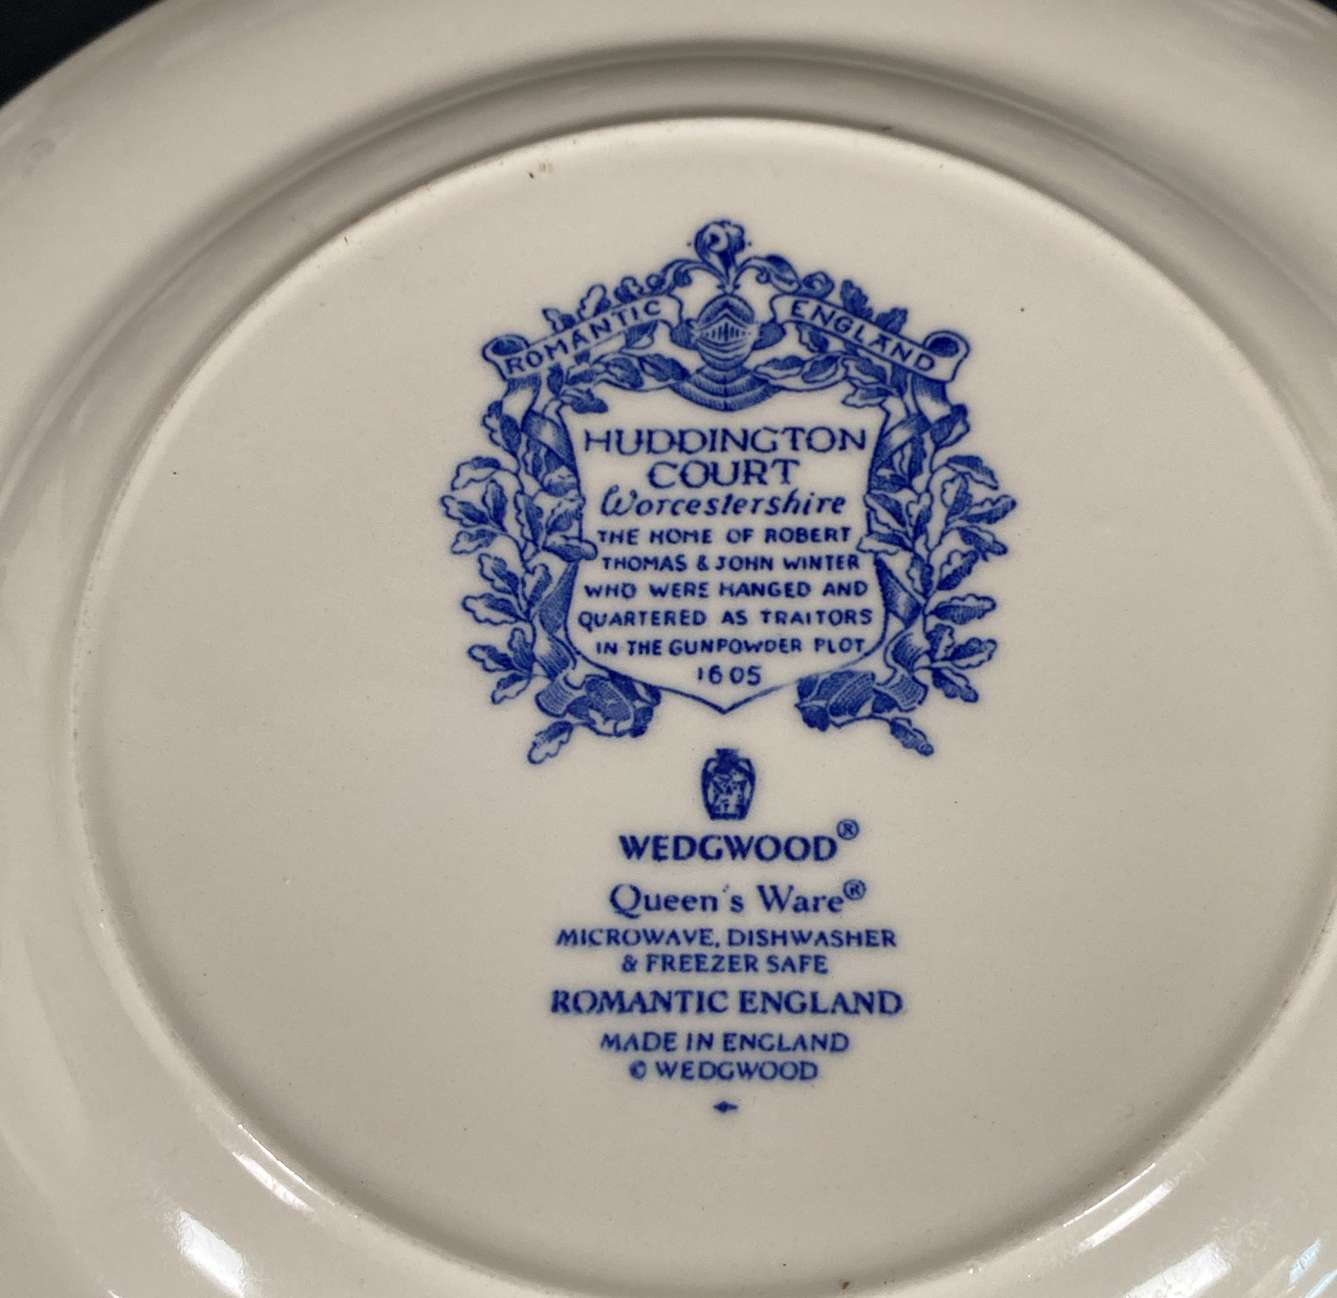 ROMANTIC ENGLAND
HUDDINGTON
COURT
Worcestershire
THE HOME OF ROBERT
THOMAS & JOHN WINTER
WHO WERE HANGED AND
QUARTERED AS TRAITORS
IN THE GUNPOWDER PLOT
1605
WEDGWOOD®
Queen's Ware®
MICROWAVE, DISHWASHER
& FREEZER SAFE
ROMANTIC ENGLAND
MADE IN ENGLAND
© WEDGWOOD